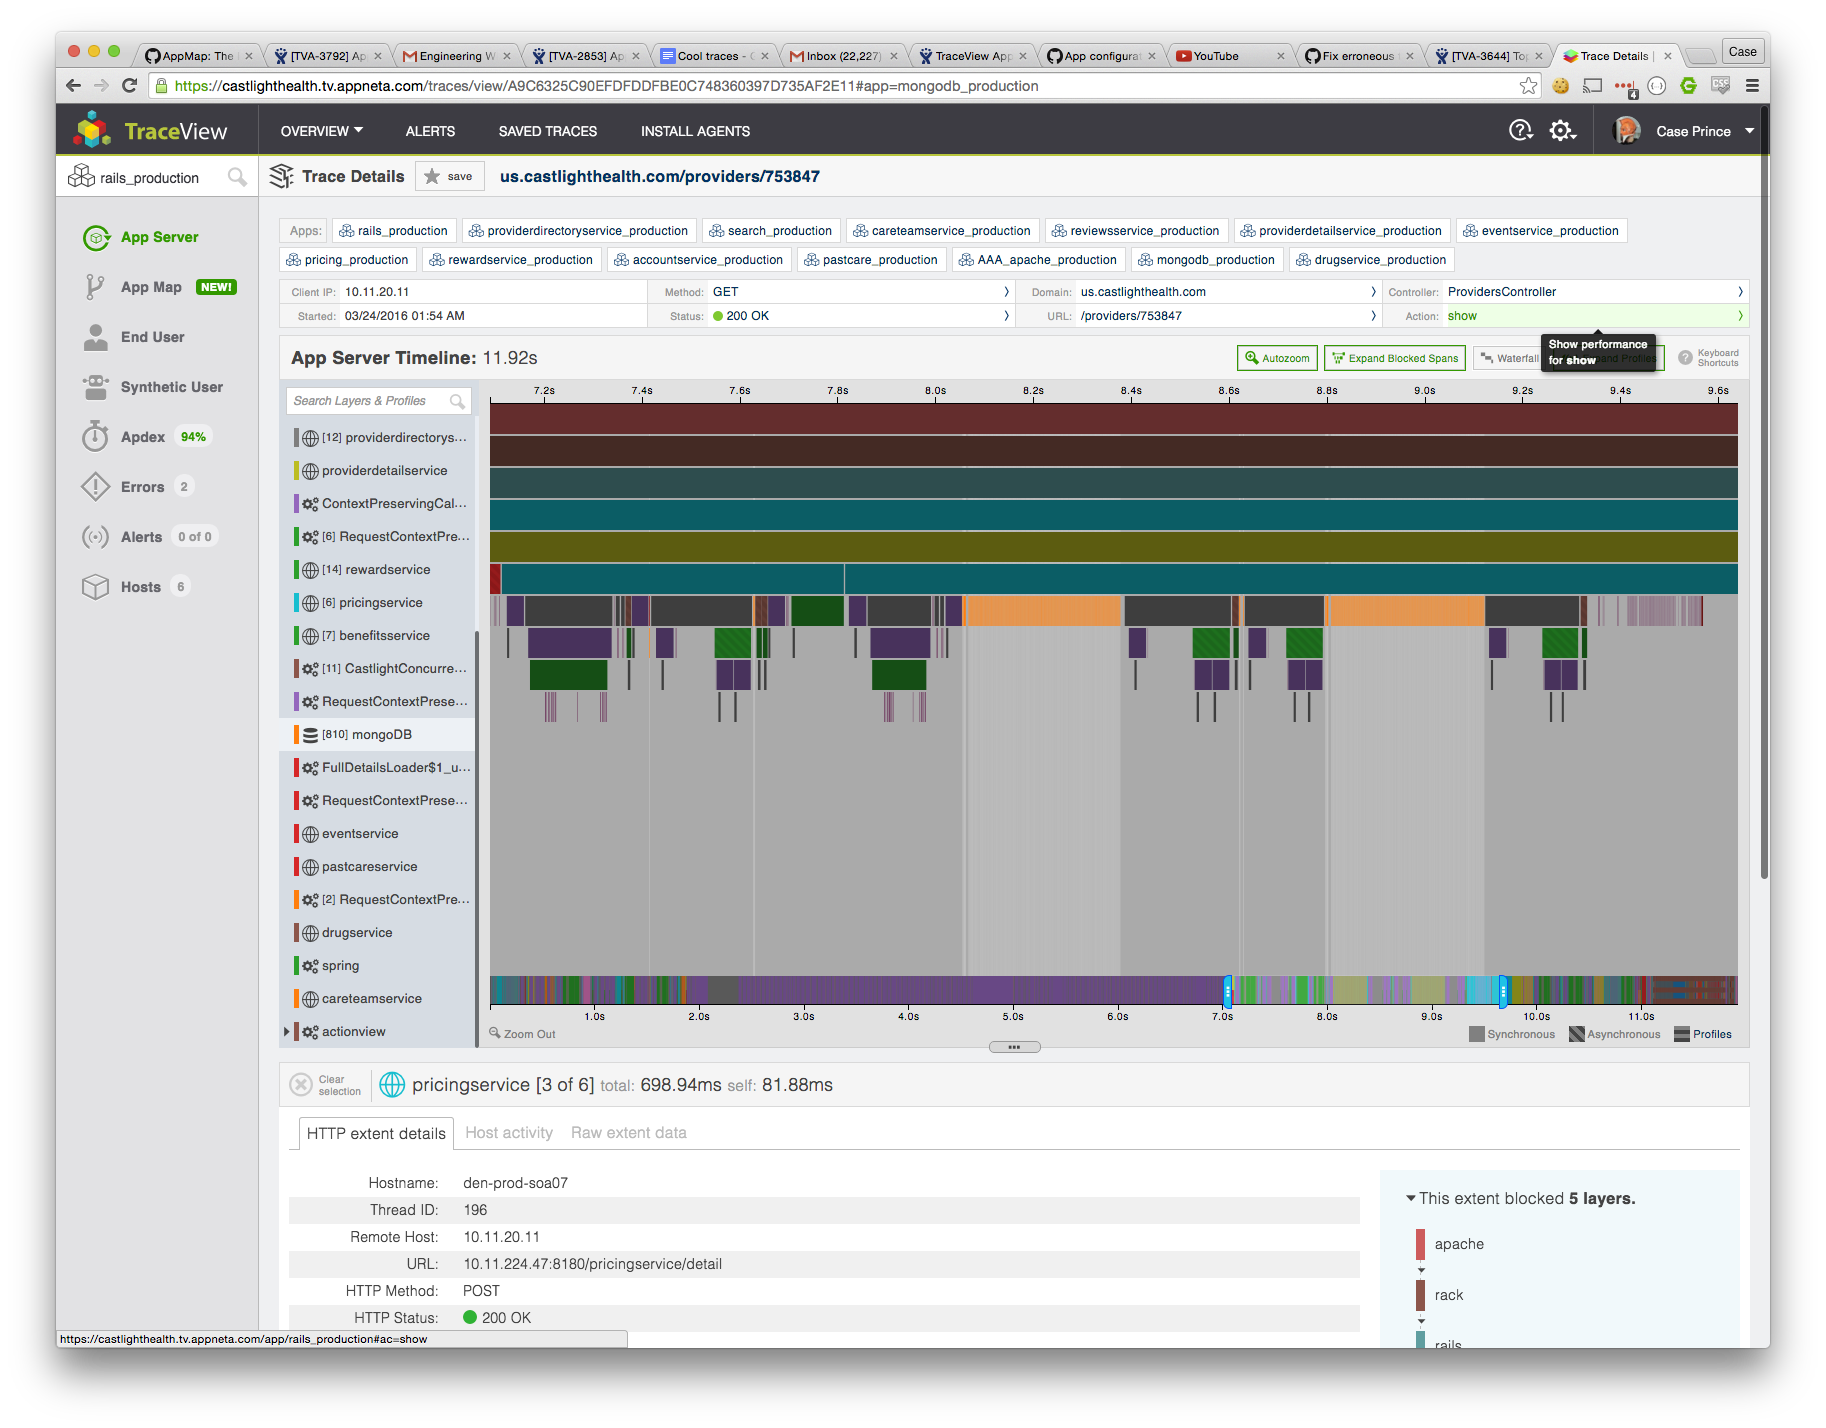 AppMap: The
[TVA-3792] Ap
Engineering W
[TVA-2853] Ap
Cool traces -
Inbox (22,227)
TraceView App
App configurat
YouTube
Fix erroneous
[TVA-3644] To
Trace Details
Case
https://castlighthealth.tv.appneta.com/traces/view/A9C6325C90EFDFDDFBE0C748360397D735AF2E11#app=mongodb_production
4
TraceView
OVERVIEW
ALERTS
SAVED TRACES
INSTALL AGENTS
Case Prince
rails_production
Trace Details
save
us.castlighthealth.com/providers/753847
App Server
App Map NEW!
End User
Synthetic User
Apdex 94%
Errors 2
Alerts 0 of 0
Hosts 6
Apps: rails_production providerdirectoryservice_production search_production careteamservice_production reviewsservice_production providerdetailservice_production eventservice_production
pricing_production rewardservice_production accountservice_production pastcare_production AAA_apache_production mongodb_production drugservice_production
Client IP: 10.11.20.11 Method: GET Domain: us.castlighthealth.com Controller: ProvidersController
Started: 03/24/2016 01:54 AM Status: 200 OK URL: /providers/753847 Action: show
Show performance
for show
App Server Timeline: 11.92s
Autozoom
Expand Blocked Spans
Waterfall
Keyboard
Shortcuts
Search Layers & Profiles
7.2s 7.4s 7.6s 7.8s 8.0s 8.2s 8.4s 8.6s 8.8s 9.0s 9.2s 9.4s 9.6s
[12] providerdirectorys...
providerdetailservice
ContextPreservingCal...
[6] RequestContextPre...
[14] rewardservice
[6] pricingservice
[7] benefitsservice
[11] CastlightConcurre...
RequestContextPrese...
[810] mongoDB
FullDetailsLoader$1_u...
RequestContextPrese...
eventservice
pastcareservice
[2] RequestContextPre...
drugservice
spring
careteamservice
actionview
1.0s 2.0s 3.0s 4.0s 5.0s 6.0s 7.0s 8.0s 9.0s 10.0s 11.0s
Zoom Out
Synchronous Asynchronous Profiles
Clear
selection
pricingservice [3 of 6] total: 698.94ms self: 81.88ms
HTTP extent details Host activity Raw extent data
Hostname: den-prod-soa07
Thread ID: 196
Remote Host: 10.11.20.11
URL: 10.11.224.47:8180/pricingservice/detail
HTTP Method: POST
HTTP Status: 200 OK
This extent blocked 5 layers.
apache
rack
rails
https://castlighthealth.tv.appneta.com/app/rails_production#ac=show